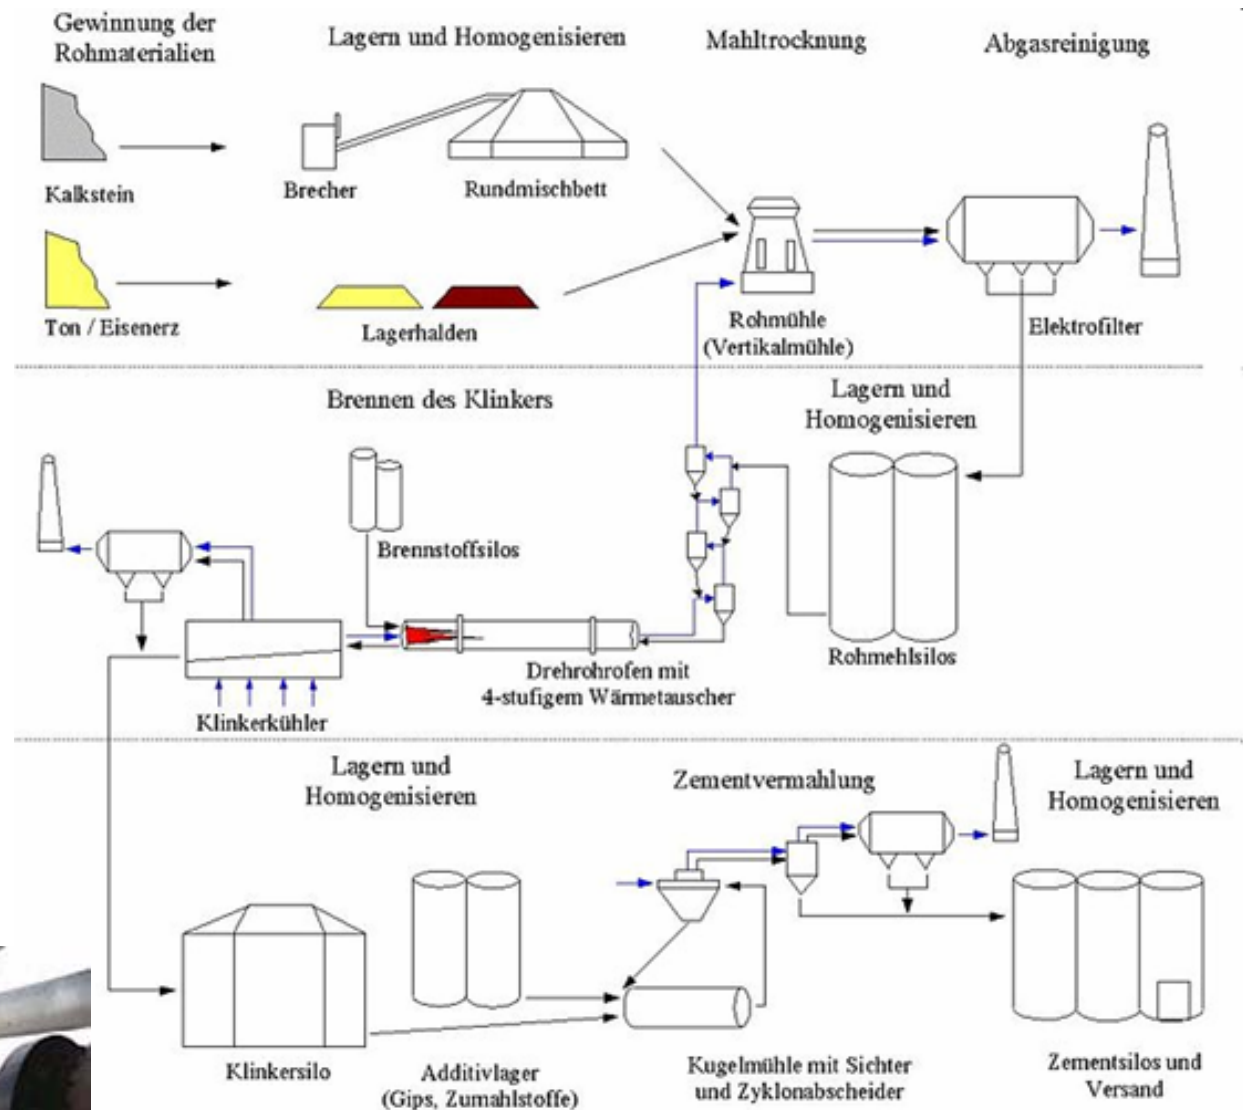 Gewinnung der
Rohmaterialien
Lagern und Homogenisieren
Mahltrocknung
Abgasreinigung
Kalkstein
Brecher
Rundmischbett
Ton / Eisenerz
Lagerhalden
Rohmühle
(Vertikalmühle)
Elektrofilter
Brennen des Klinkers
Lagern und
Homogenisieren
Brennstoffsilos
Drehrohrofen mit
4-stufigem Wärmetauscher
Rohmehlsilos
Klinkerkühler
Lagern und
Homogenisieren
Zementvermahlung
Lagern und
Homogenisieren
Klinkersilo
Additivlager
(Gips, Zumahlstoffe)
Kugelmühle mit Sichter
und Zyklonabscheider
Zementsilos und
Versand